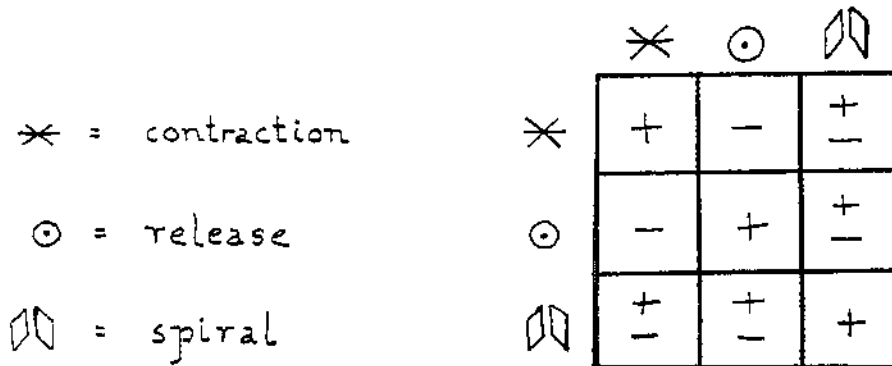 = contraction
+ - ±
= release
- + ±
= spiral
± ± +